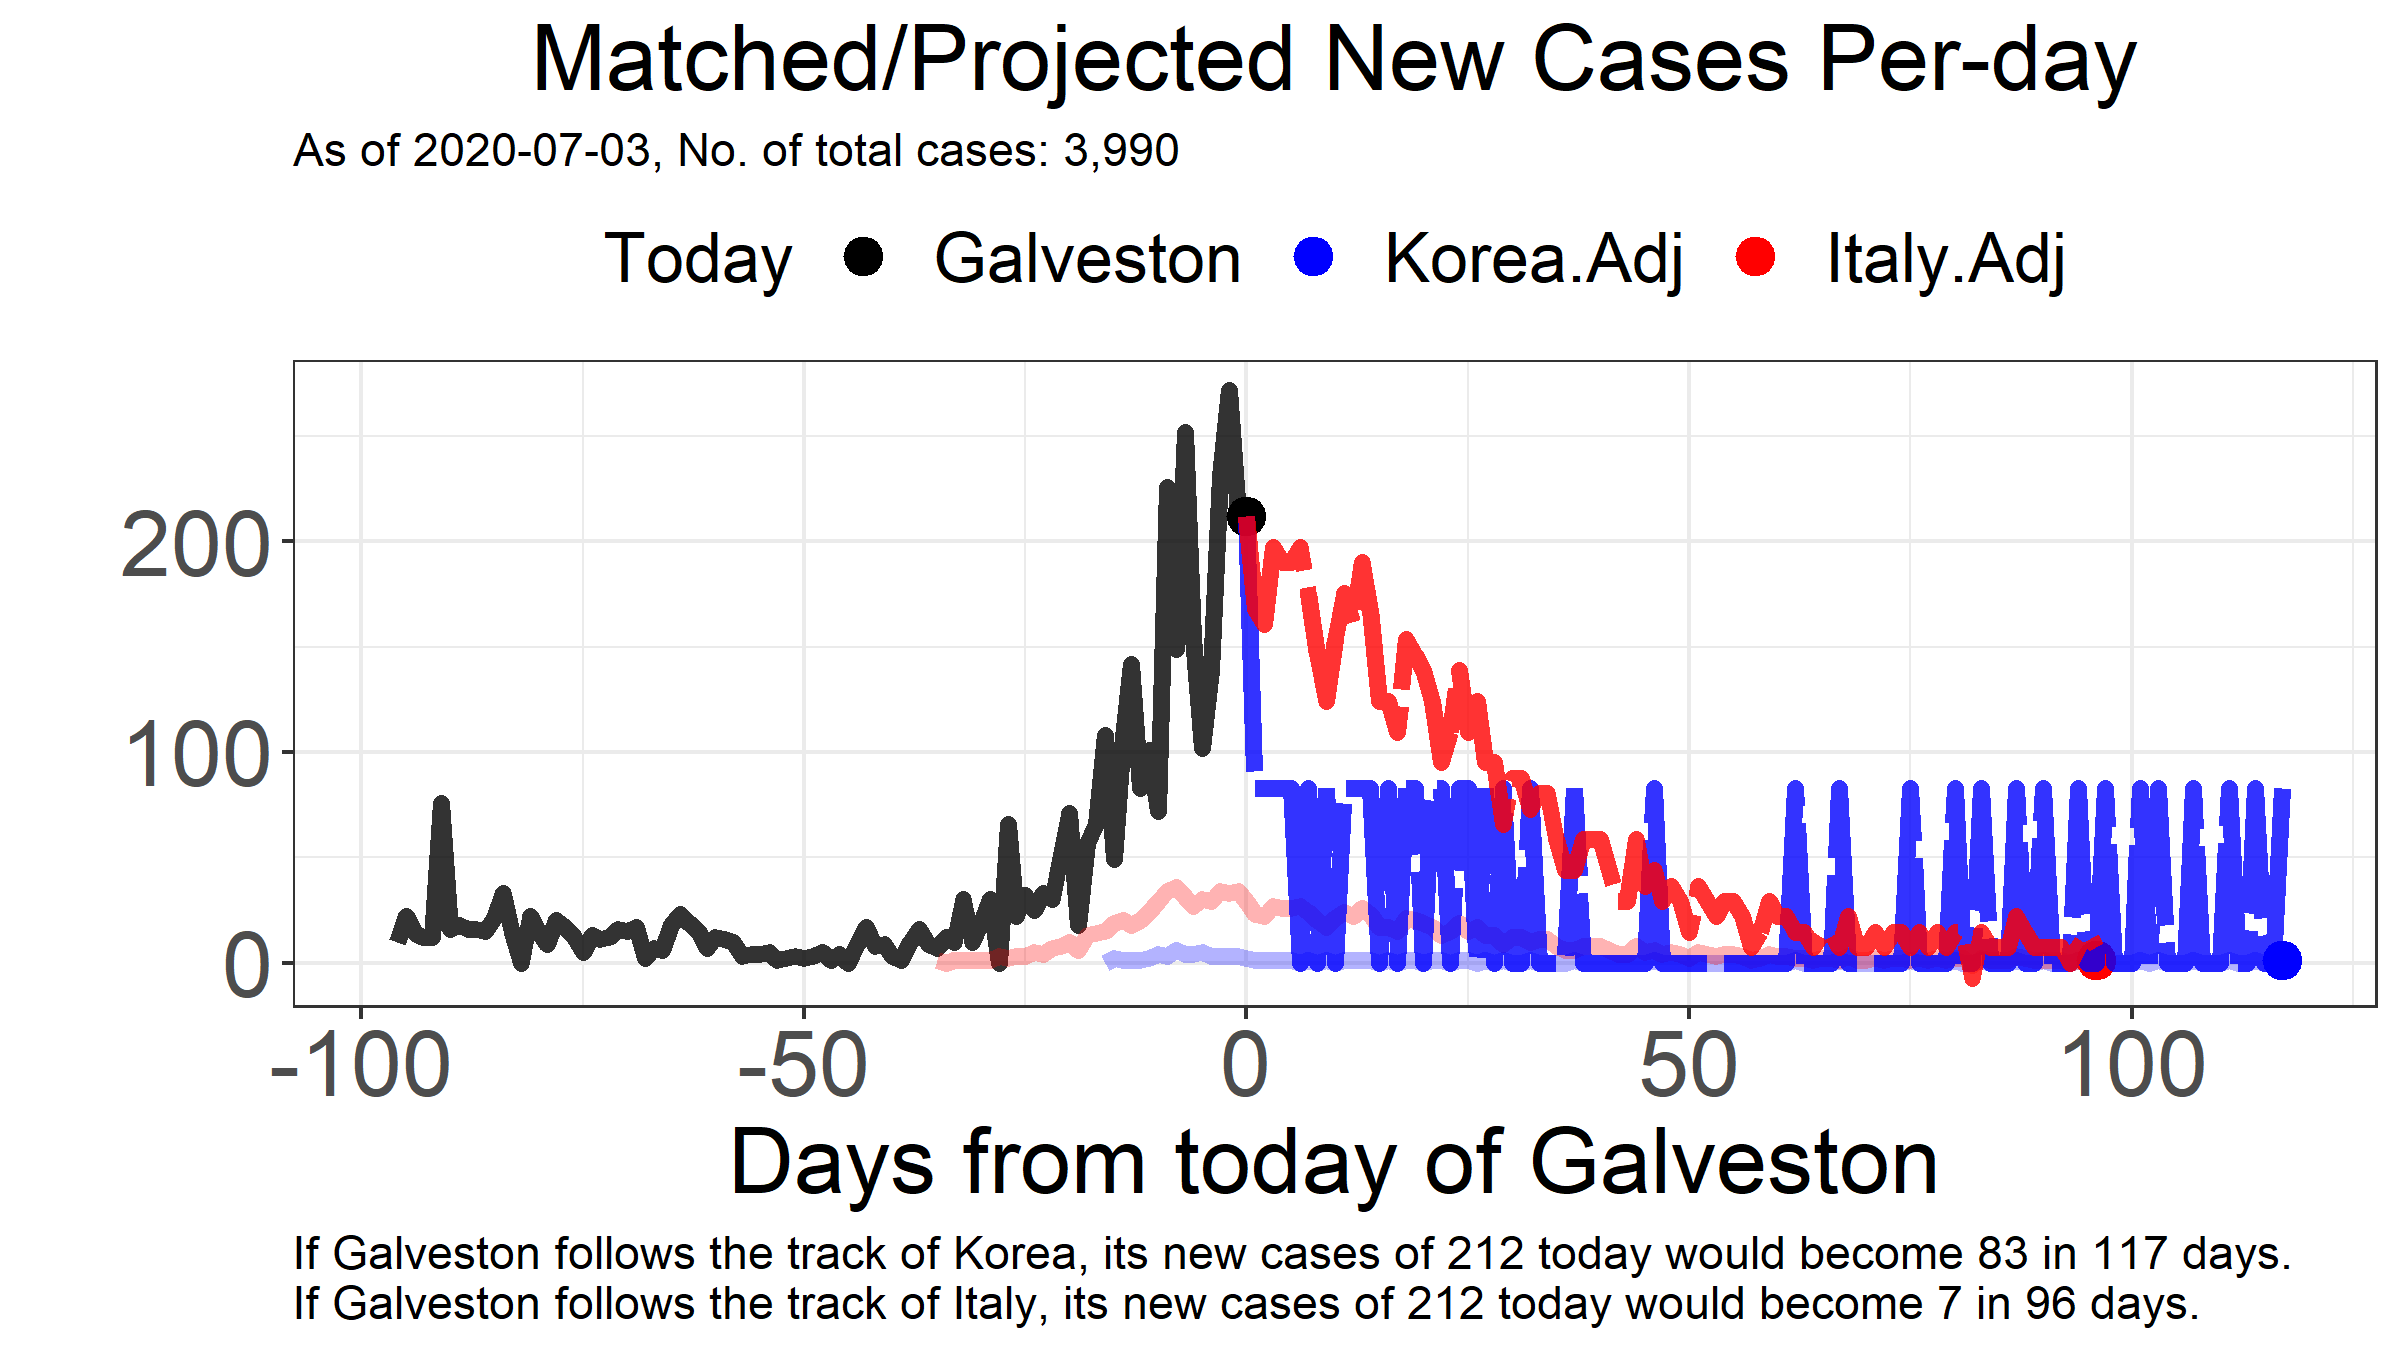 Matched/Projected New Cases Per-day
As of 2020-07-03, No. of total cases: 3,990
Today Galveston Korea.Adj Italy.Adj
200
100
0
-100 -50 0 50 100
Days from today of Galveston
If Galveston follows the track of Korea, its new cases of 212 today would become 83 in 117 days.
If Galveston follows the track of Italy, its new cases of 212 today would become 7 in 96 days.